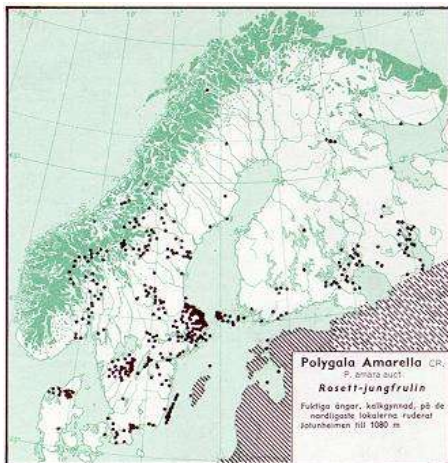 Polygala Amarella CR.
P. amara auct.
Rosett-jungfrulin
Fuktiga ängar, kalkgynnad, på de
nordligaste lokalerna ruderat
Jotunheimen till 1080 m